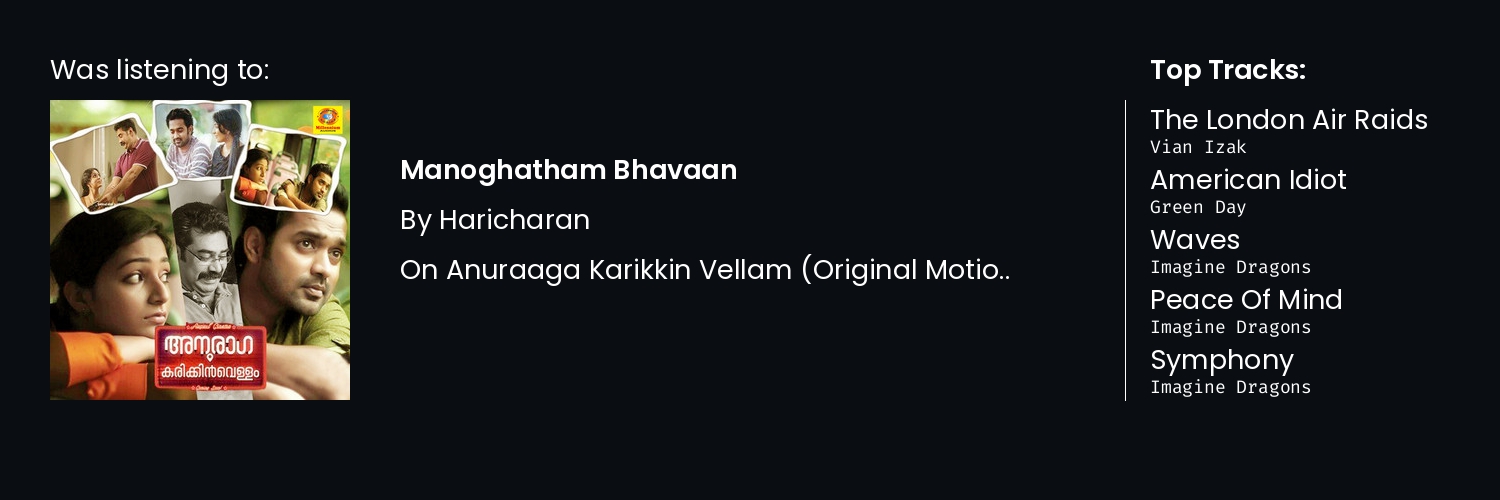 Was listening to:
Millennium
അനുരാഗ
കരിക്കിൻവെള്ളം
Manoghatham Bhavaan
By Haricharan
On Anuraaga Karikkin Vellam (Original Motio..
Top Tracks:
The London Air Raids
Vian Izak
American Idiot
Green Day
Waves
Imagine Dragons
Peace Of Mind
Imagine Dragons
Symphony
Imagine Dragons